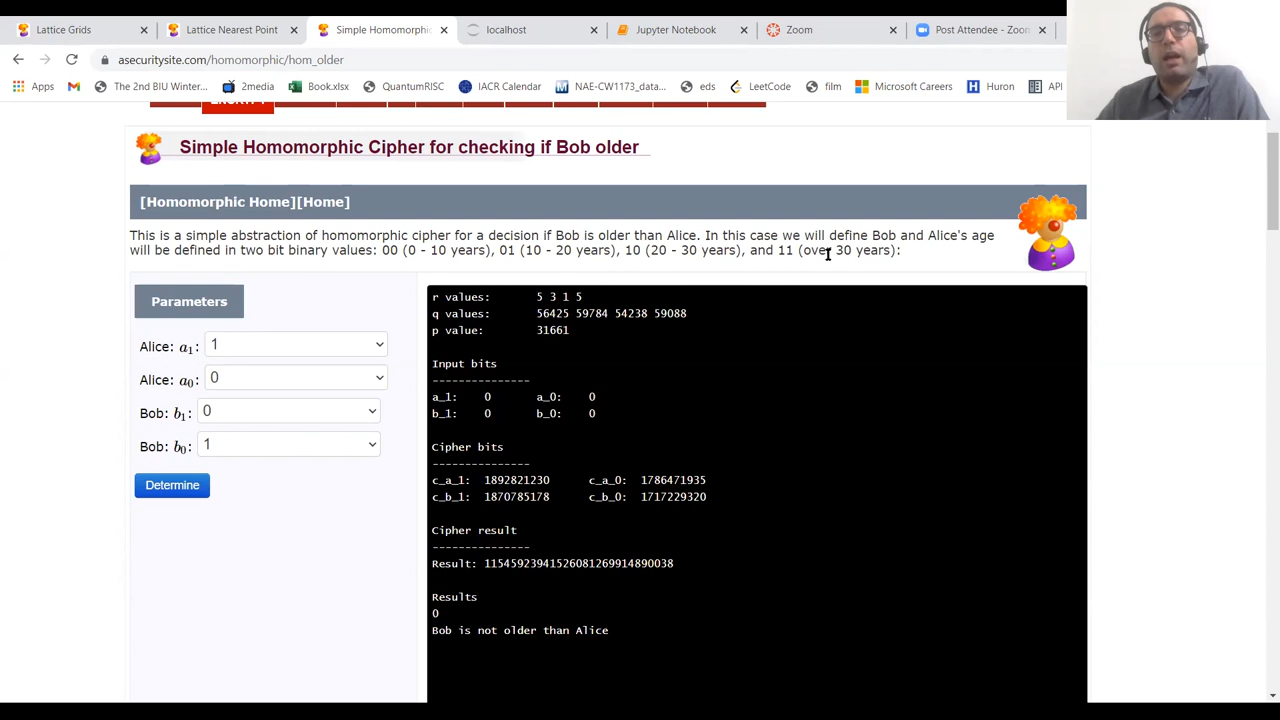 Lattice Grids
Lattice Nearest Point
Simple Homomorphic
localhost
Jupyter Notebook
Zoom
Post Attendee - Zoom
asecuritysite.com/homomorphic/hom_older
Apps
The 2nd BIU Winter...
2media
Book.xlsx
QuantumRISC
IACR Calendar
NAE-CW1173_data...
eds
LeetCode
film
Microsoft Careers
Huron
API
Simple Homomorphic Cipher for checking if Bob older
[Homomorphic Home][Home]
This is a simple abstraction of homomorphic cipher for a decision if Bob is older than Alice. In this case we will define Bob and Alice's age
will be defined in two bit binary values: 00 (0 - 10 years), 01 (10 - 20 years), 10 (20 - 30 years), and 11 (over 30 years):
Parameters
Alice: a1: 1
Alice: a0: 0
Bob: b1: 0
Bob: b0: 1
Determine
r values: 5 3 1 5
q values: 56425 59784 54238 59088
p value: 31661
Input bits
---------------
a_1: 0 a_0: 0
b_1: 0 b_0: 0
Cipher bits
---------------
c_a_1: 1892821230 c_a_0: 1786471935
c_b_1: 1870785178 c_b_0: 1717229320
Cipher result
---------------
Result: 11545923941526081269914890038
Results
0
Bob is not older than Alice